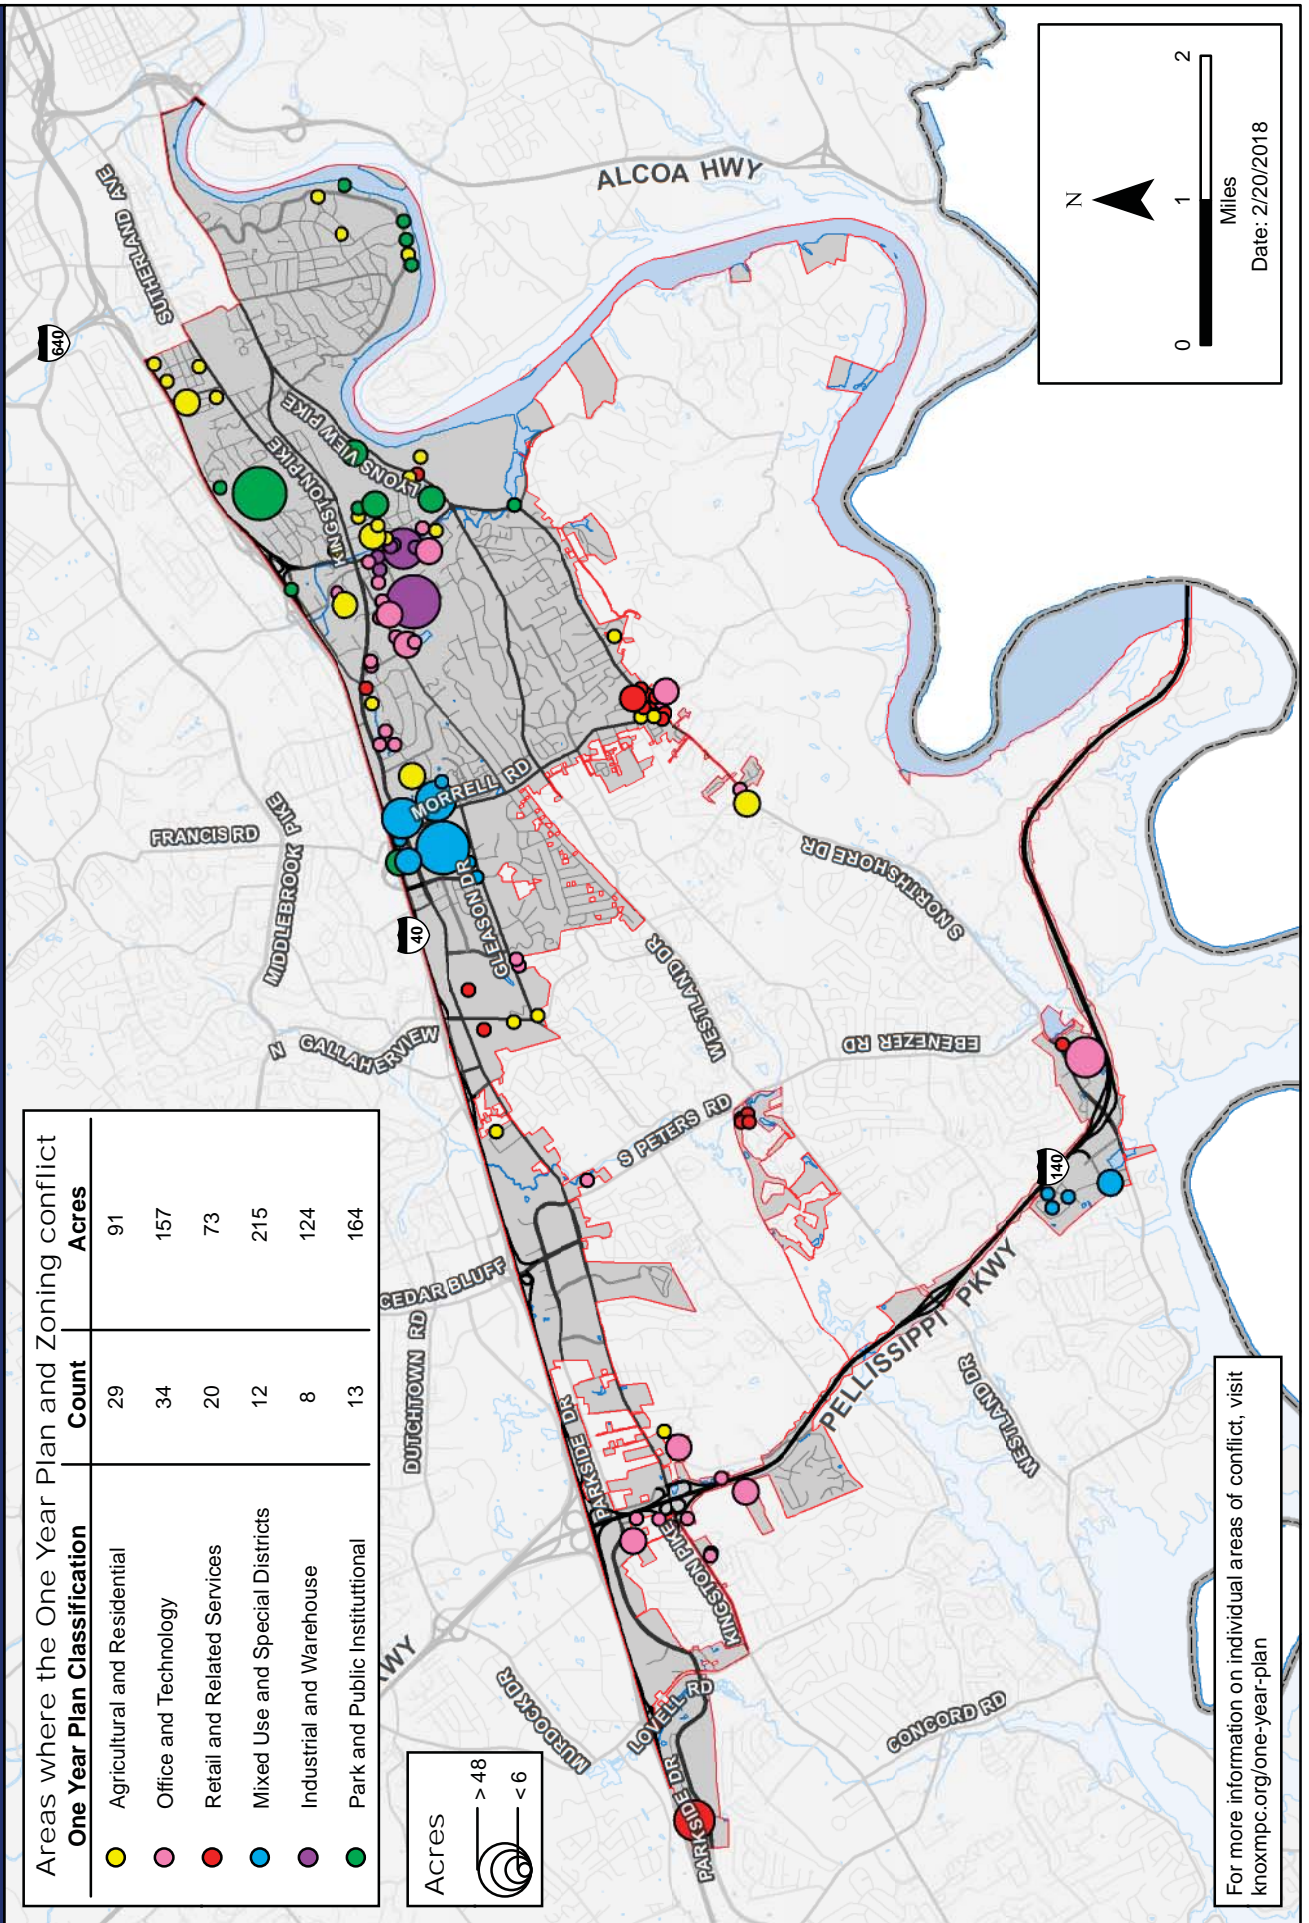 Areas where the One Year Plan and Zoning conflict
One Year Plan Classification Count Acres
Agricultural and Residential 29 91
Office and Technology 34 157
Retail and Related Services 20 73
Mixed Use and Special Districts 12 215
Industrial and Warehouse 8 124
Park and Public Instituttional 13 164
Acres
> 48
< 6
640
SUTHERLAND AVE
ALCOA HWY
KINGSTON PIKE
LYONS VIEW PIKE
KINGSTON PIKE
FRANCIS RD
MIDDLEBROOK PIKE
MORRELL RD
40
GLEASON DR
N GALLAHERVIEW
WESTLAND DR
S NORTHSHORE DR
EBENEZER RD
S PETERS RD
CEDAR BLUFF
DUTCHTOWN RD
140
PELLISSIPPI PKWY
WESTLAND DR
PARKSIDE DR
KINGSTON PIKE
KWY
MURDOCK DR
LOVELL RD
CONCORD RD
PARKSIDE DR
N
0 1 2
Miles
Date: 2/20/2018
For more information on individual areas of conflict, visit
knoxmpc.org/one-year-plan